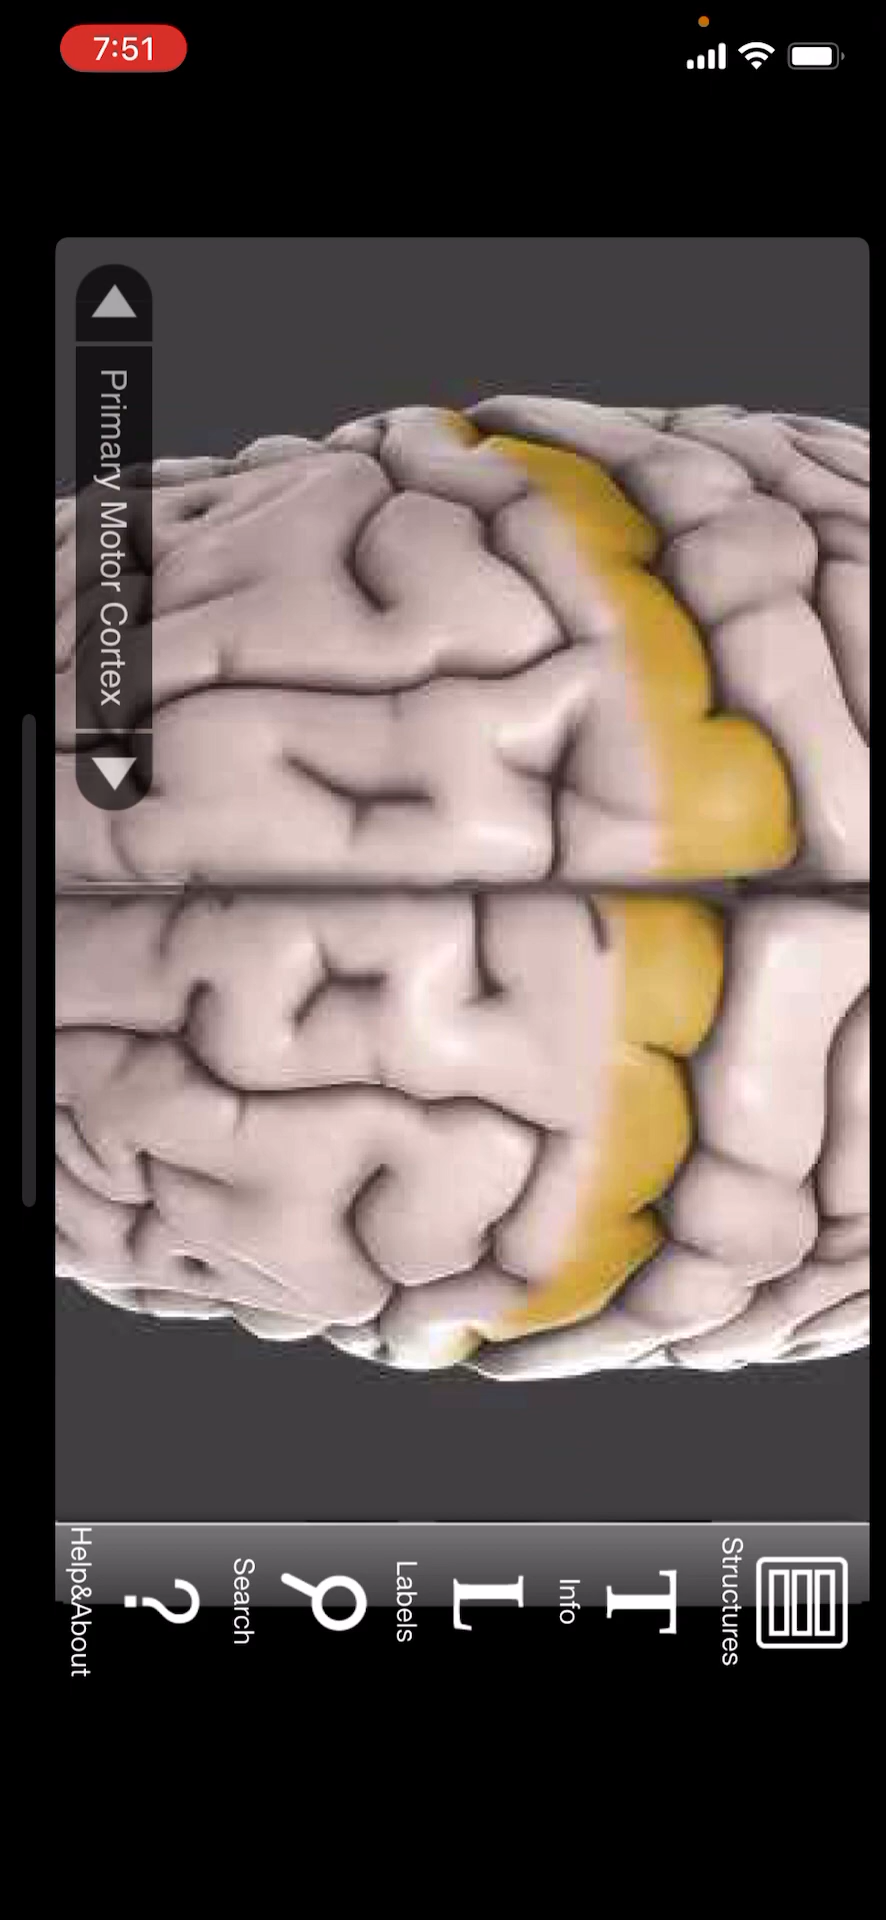 7:51
Primary Motor Cortex
Structures
T
Info
L
Labels
Search
?
Help&About